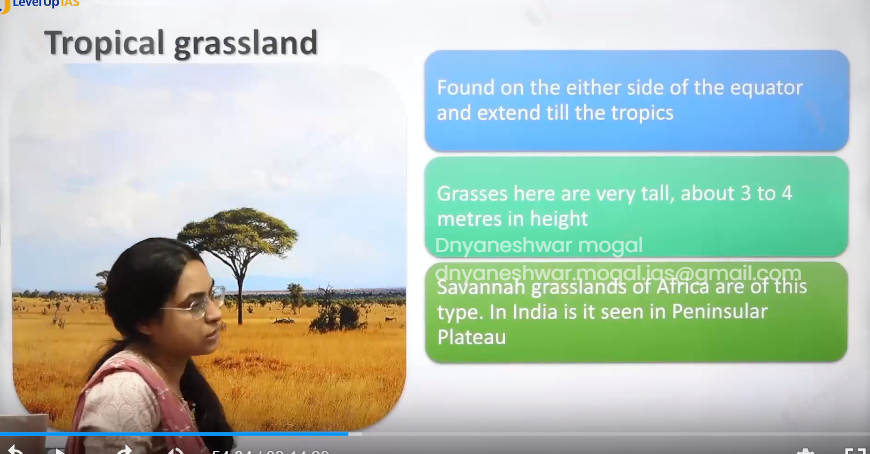 LevelUp IAS
Tropical grassland
Found on the either side of the equator
and extend till the tropics
Grasses here are very tall, about 3 to 4
metres in height
Dnyaneshwar mogal
dnyaneshwar.mogal.ias@gmail.com
Savannah grasslands of Africa are of this
type. In India is it seen in Peninsular
Plateau